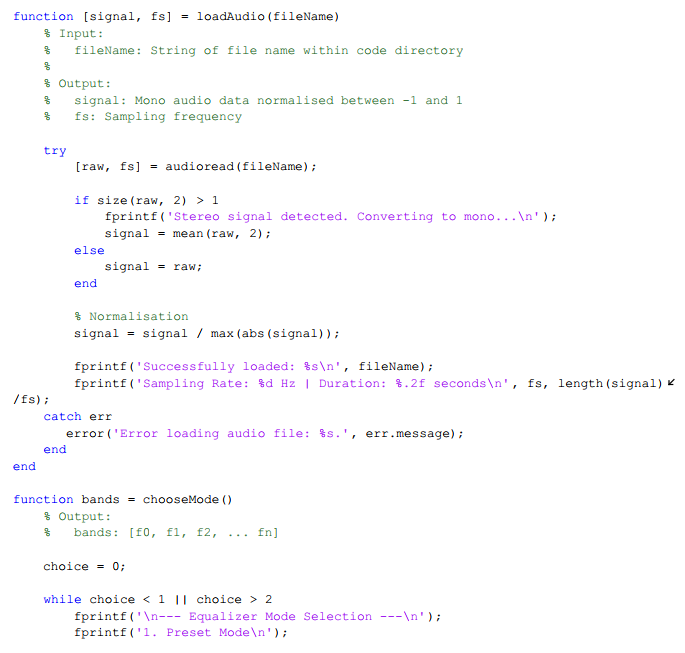 function [signal, fs] = loadAudio(fileName)
% Input:
%   fileName: String of file name within code directory
%
% Output:
%   signal: Mono audio data normalised between -1 and 1
%   fs: Sampling frequency
try
[raw, fs] = audioread(fileName);
if size(raw, 2) > 1
fprintf('Stereo signal detected. Converting to mono...\n');
signal = mean(raw, 2);
else
signal = raw;
end
% Normalisation
signal = signal / max(abs(signal));
fprintf('Successfully loaded: %s\n', fileName);
fprintf('Sampling Rate: %d Hz | Duration: %.2f seconds\n', fs, length(signal)↙
/fs);
catch err
error('Error loading audio file: %s.', err.message);
end
end
function bands = chooseMode()
% Output:
%   bands: [f0, f1, f2, ... fn]
choice = 0;
while choice < 1 || choice > 2
fprintf('\n--- Equalizer Mode Selection ---\n');
fprintf('1. Preset Mode\n');